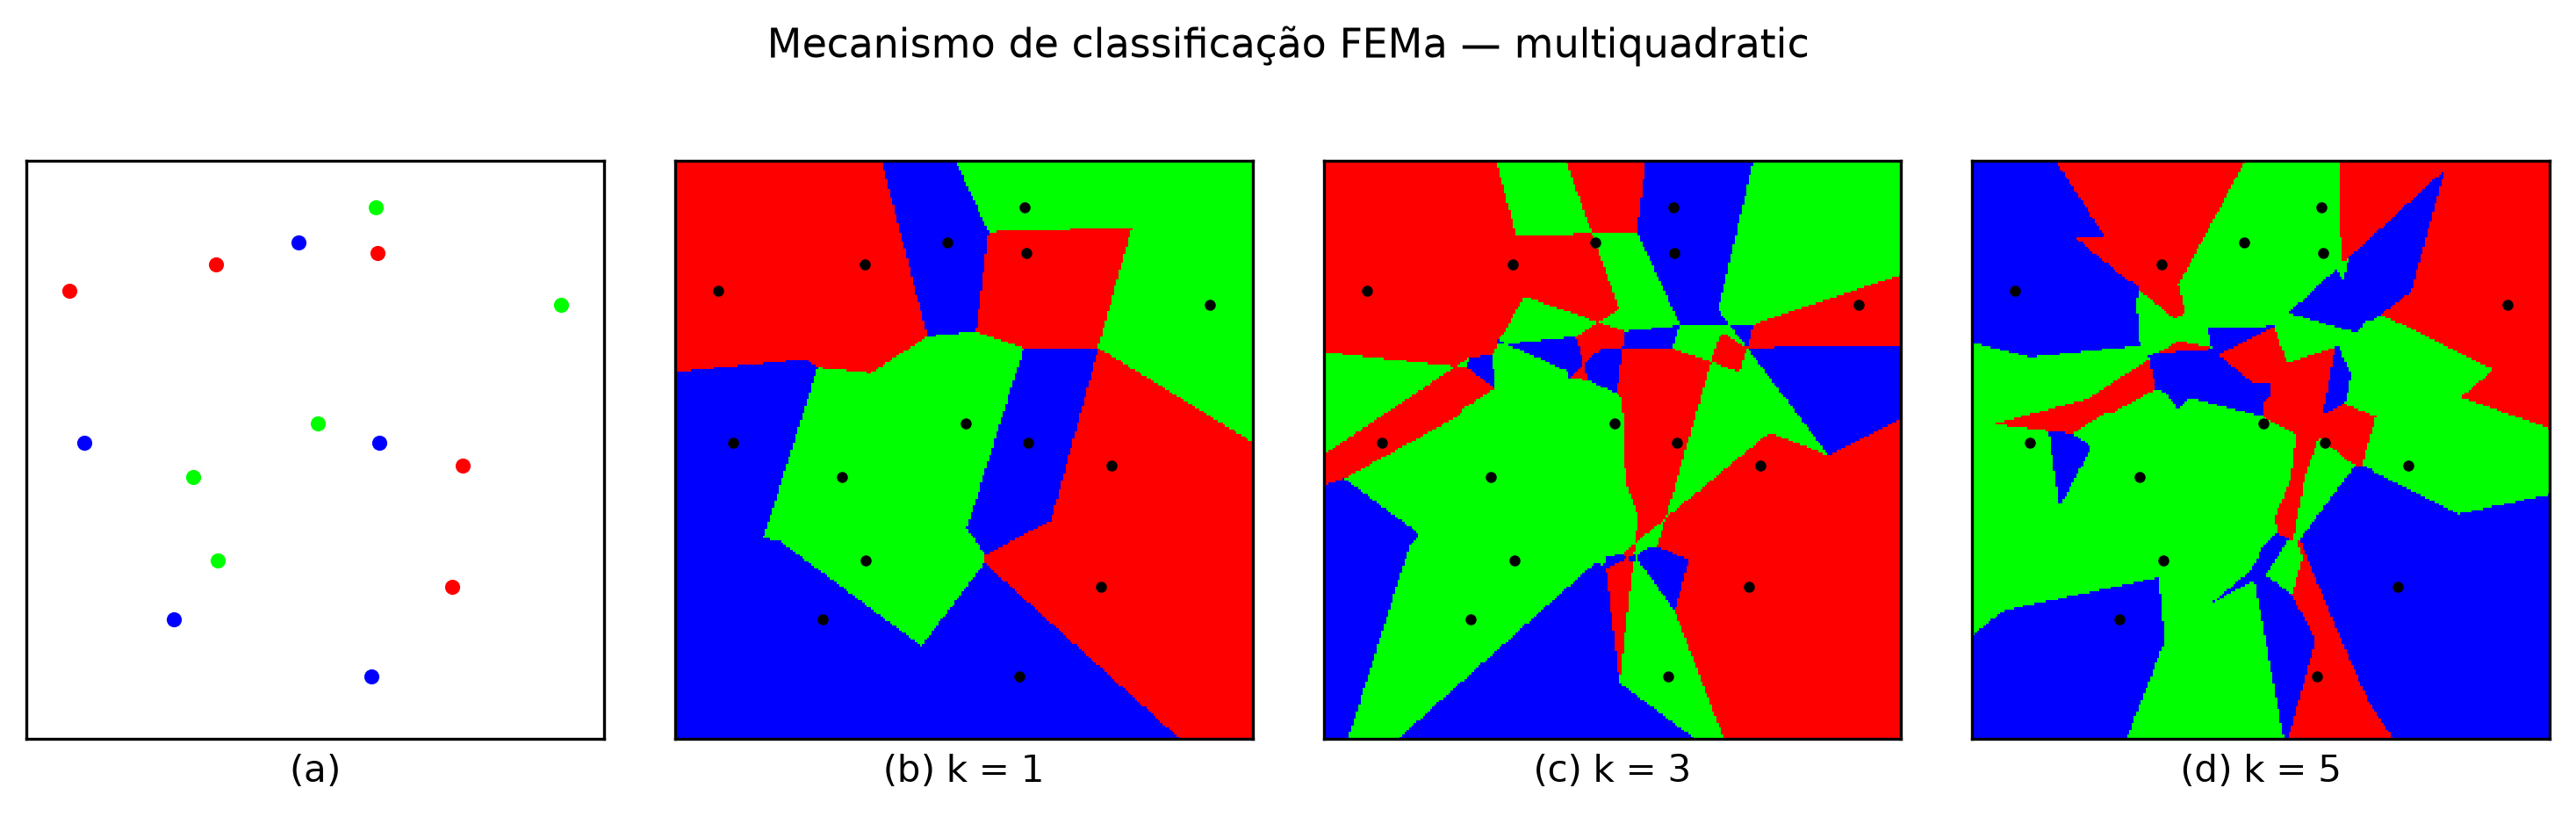 Mecanismo de classificação FEMa — multiquadratic
(a)
(b) k = 1
(c) k = 3
(d) k = 5